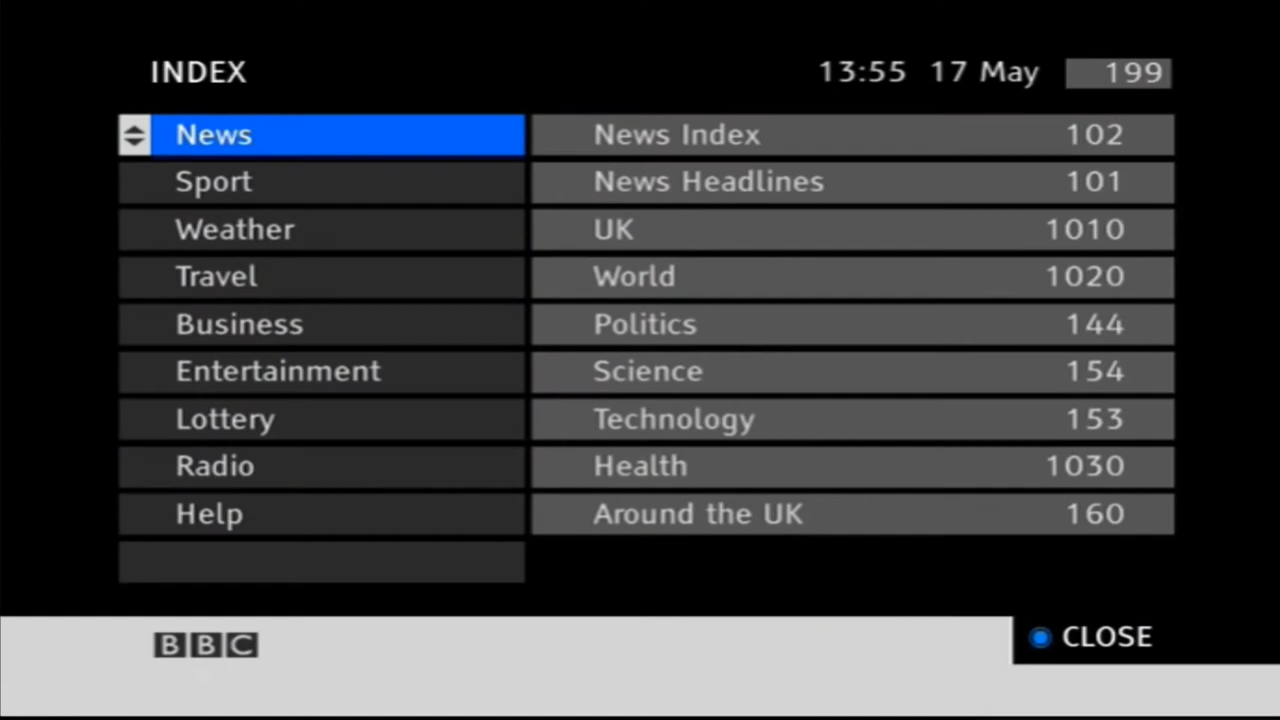 INDEX 13:55 17 May 199
News News Index 102
Sport News Headlines 101
Weather UK 1010
Travel World 1020
Business Politics 144
Entertainment Science 154
Lottery Technology 153
Radio Health 1030
Help Around the UK 160
BBC CLOSE